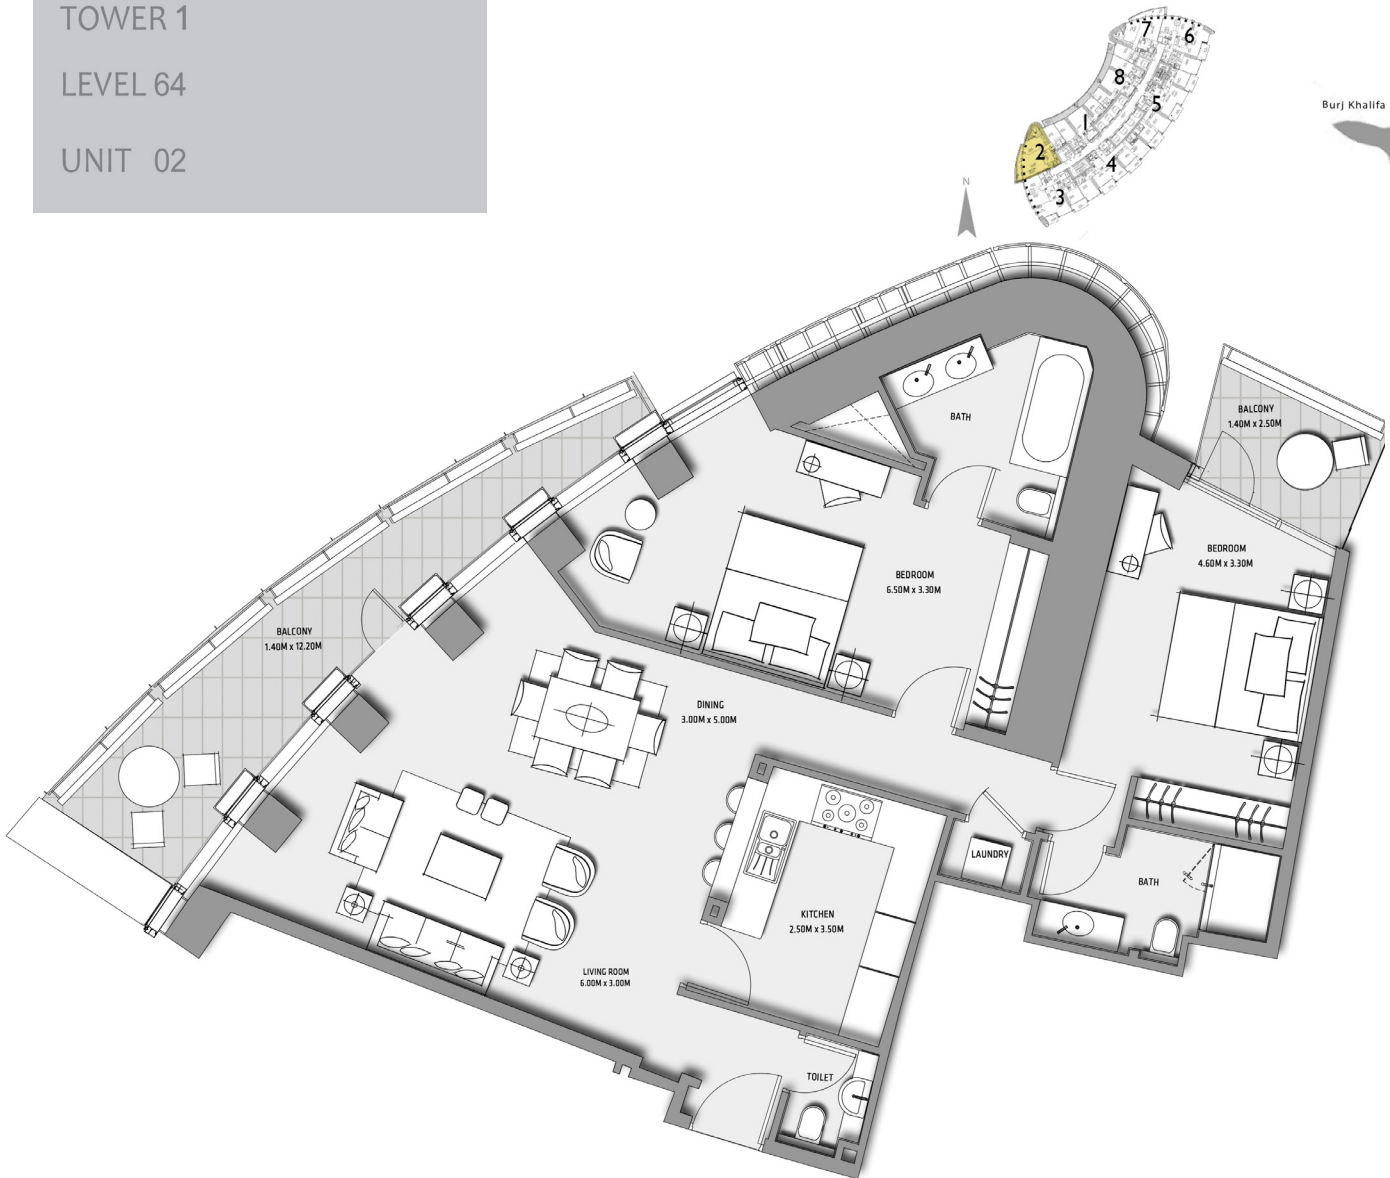 TOWER 1
LEVEL 64
UNIT 02
7
6
8
5
1
2
4
3
Burj Khalifa
N
BALCONY
1.40M x 2.50M
BATH
BEDROOM
4.60M x 3.30M
BEDROOM
6.50M x 3.30M
BALCONY
1.40M x 12.20M
DINING
3.00M x 5.00M
LAUNDRY
BATH
KITCHEN
2.50M x 3.50M
LIVING ROOM
6.00M x 3.00M
TOILET